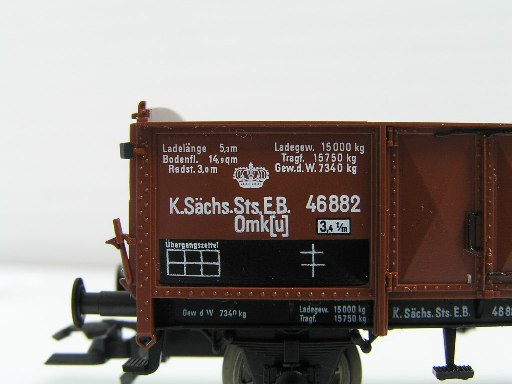 Ladelänge 5,3m
Bodenfl. 14,9qm
Radst. 3,0m
Ladegew. 15000 kg
Tragf. 15750 kg
Gew.d.W. 7340 kg
K.Sächs.Sts.E.B. 46882
Omk[u]
3,4 t/m
Übergangszettel
Gew d W 7340 kg
Ladegew. 15000 kg
Tragf. 15750 kg
K.Sächs.Sts.E.B. 4688